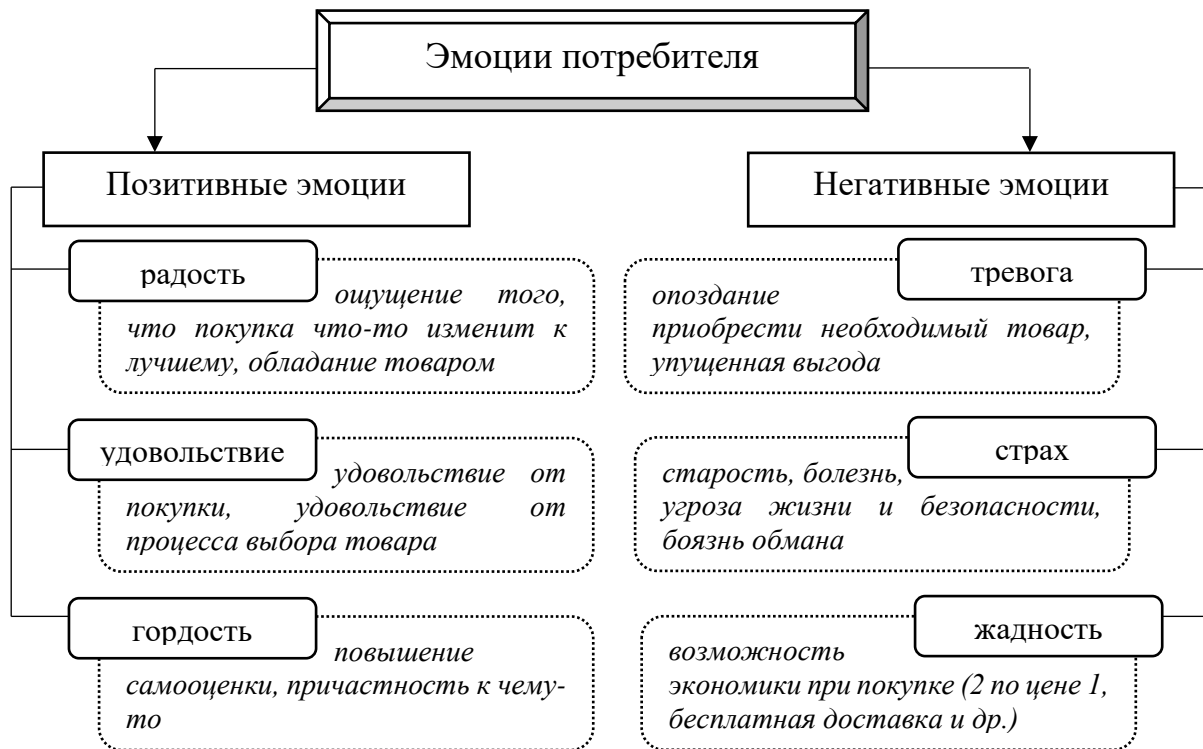 Эмоции потребителя
Позитивные эмоции
радость
ощущение того,
что покупка что-то изменит к
лучшему, обладание товаром
удовольствие
удовольствие от
покупки, удовольствие от
процесса выбора товара
гордость
повышение
самооценки, причастность к чему-
то
Негативные эмоции
тревога
опоздание
приобрести необходимый товар,
упущенная выгода
страх
старость, болезнь,
угроза жизни и безопасности,
боязнь обмана
жадность
возможность
экономики при покупке (2 по цене 1,
бесплатная доставка и др.)